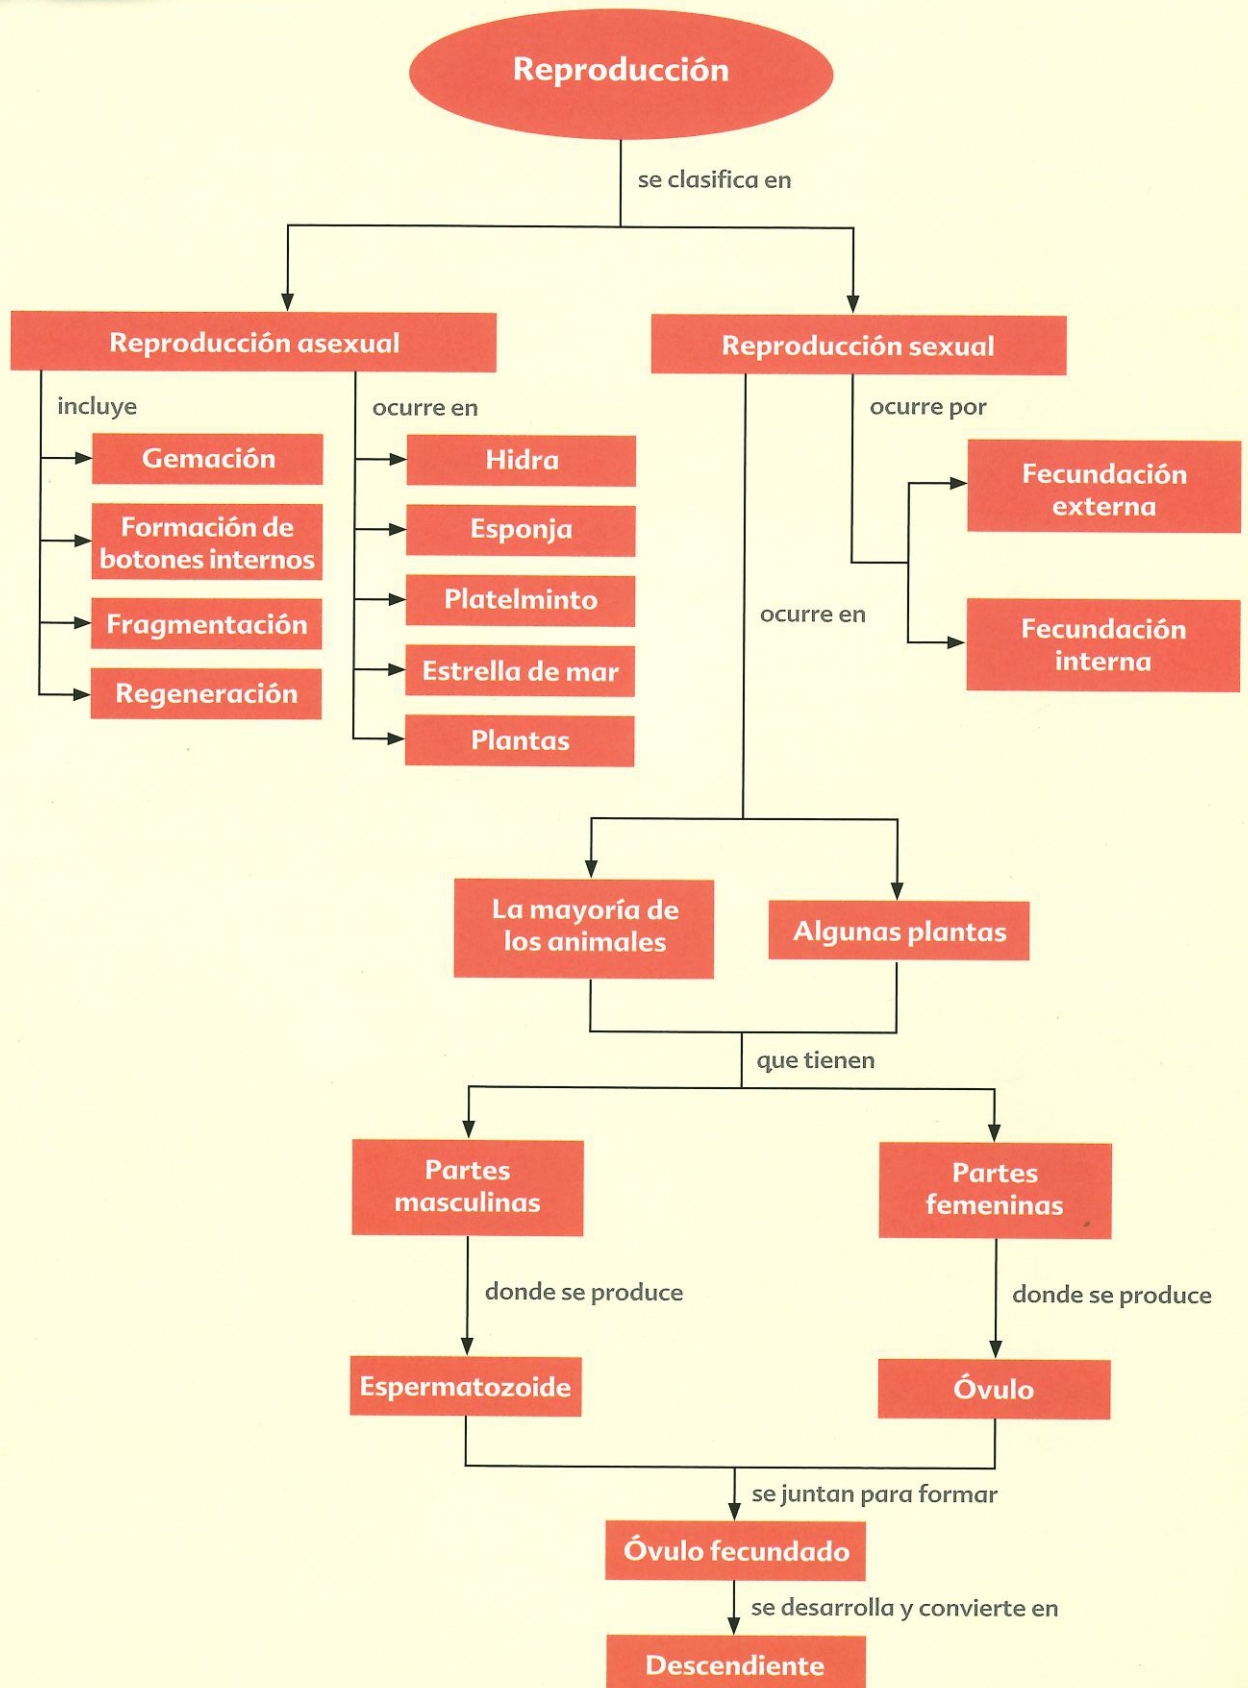 Reproducción
se clasifica en
Reproducción asexual
incluye
Gemación
Formación de
botones internos
Fragmentación
Regeneración
ocurre en
Hidra
Esponja
Platelminto
Estrella de mar
Plantas
Reproducción sexual
ocurre por
Fecundación
externa
Fecundación
interna
ocurre en
La mayoría de
los animales
Algunas plantas
que tienen
Partes
masculinas
Partes
femeninas
donde se produce
donde se produce
Espermatozoide
Óvulo
se juntan para formar
Óvulo fecundado
se desarrolla y convierte en
Descendiente